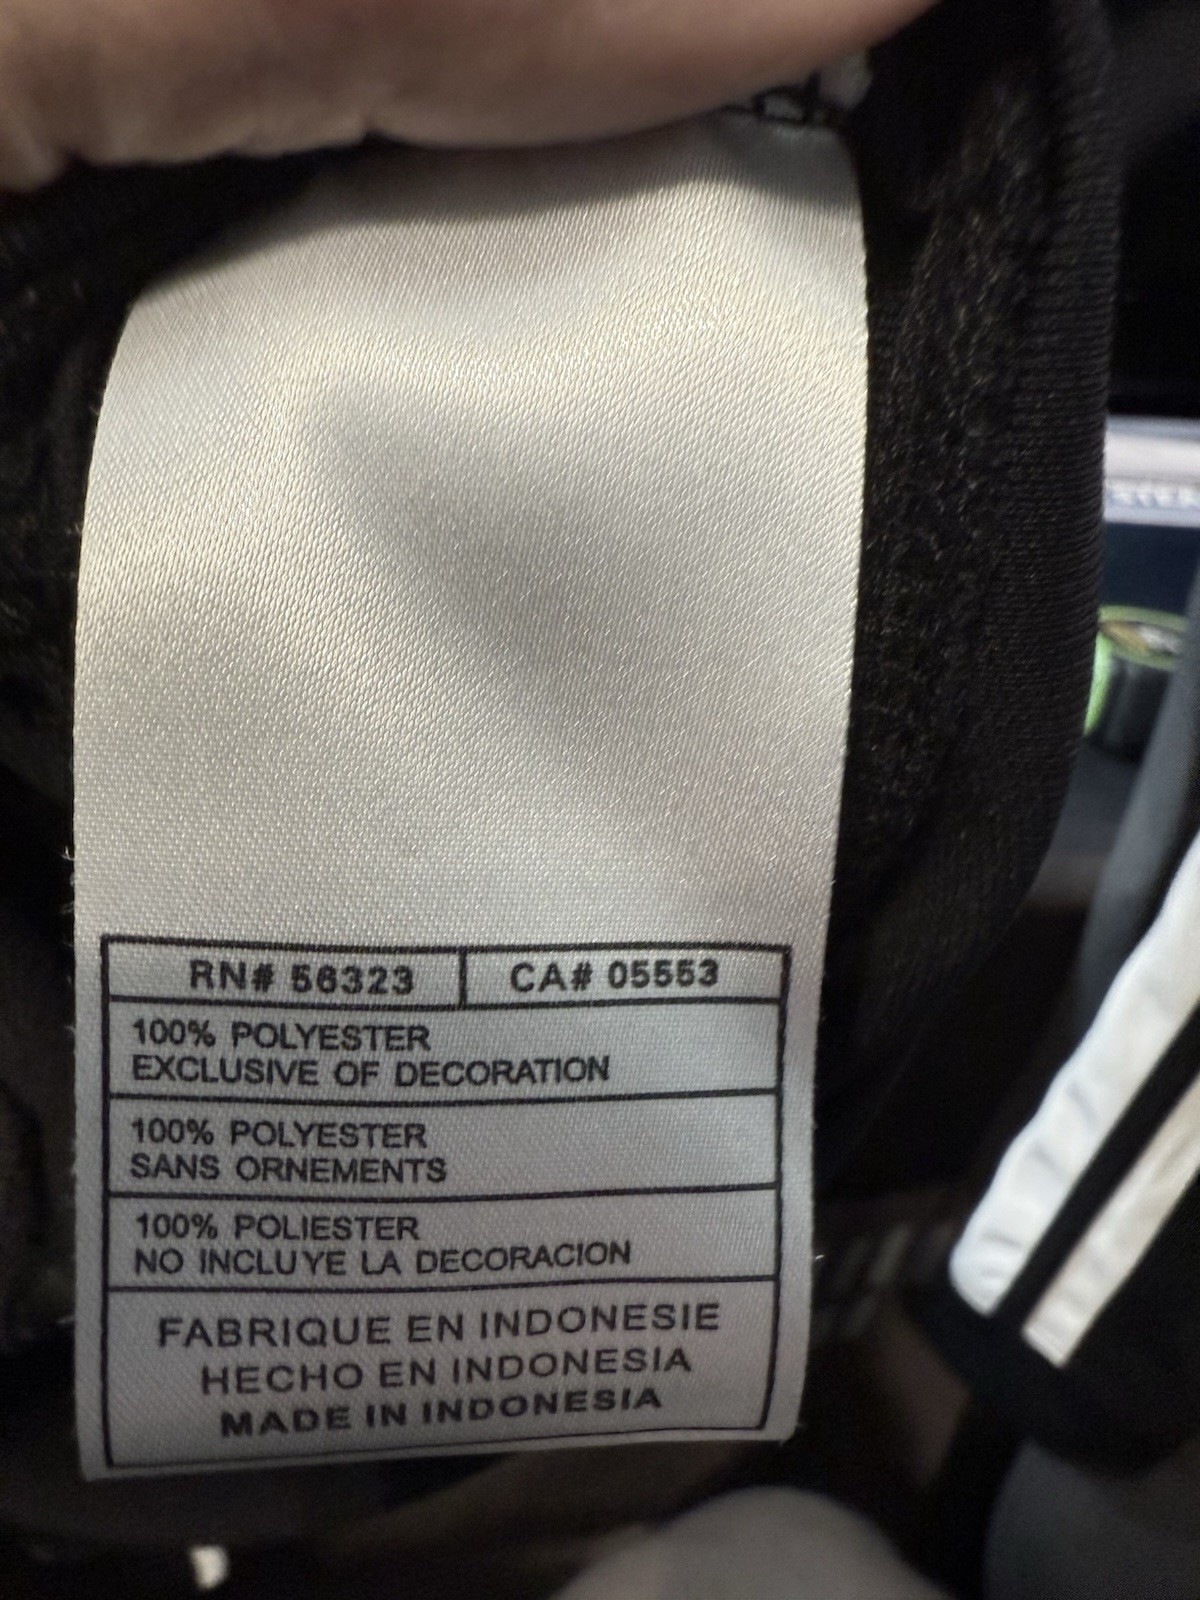 RN# 56323 CA# 05553
100% POLYESTER
EXCLUSIVE OF DECORATION
100% POLYESTER
SANS ORNEMENTS
100% POLIESTER
NO INCLUYE LA DECORACION
FABRIQUE EN INDONESIE
HECHO EN INDONESIA
MADE IN INDONESIA